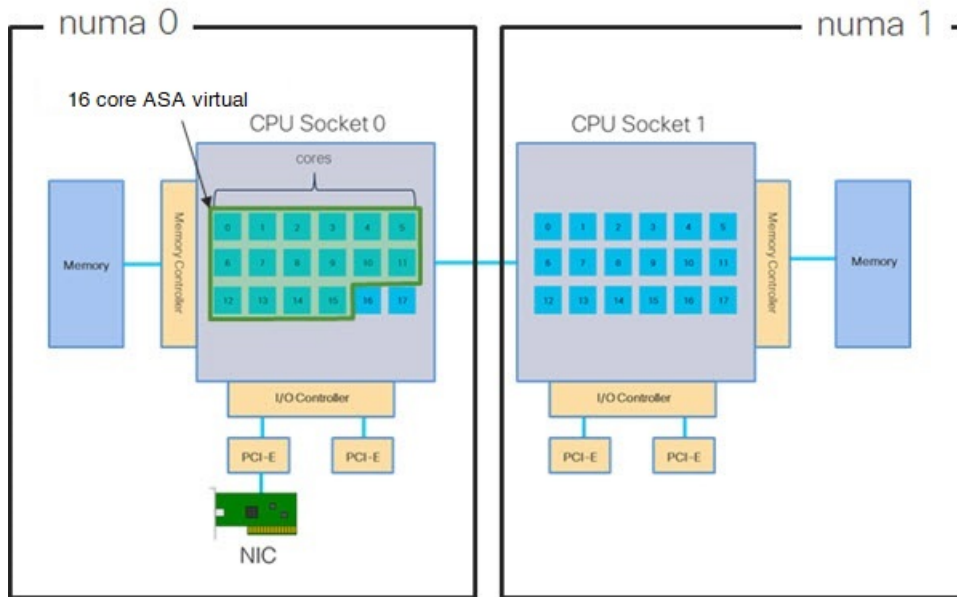 numa 0
numa 1
16 core ASA virtual
CPU Socket 0
CPU Socket 1
cores
0 1 2 3 4 5
6 7 8 9 10 11
12 13 14 15 16 17
0 1 2 3 4 5
6 7 8 9 10 11
12 13 14 15 16 17
Memory
Memory Controller
Memory Controller
Memory
I/O Controller
I/O Controller
PCI-E
PCI-E
PCI-E
PCI-E
NIC